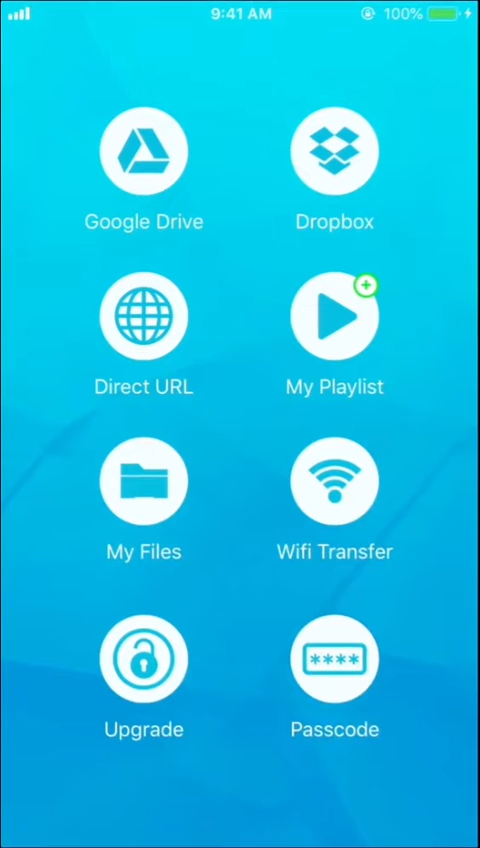 9:41 AM 100%
Google Drive Dropbox
Direct URL My Playlist
My Files Wifi Transfer
****
Upgrade Passcode